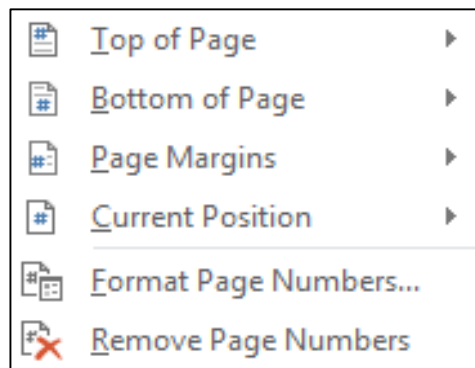 Top of Page
Bottom of Page
Page Margins
Current Position
Format Page Numbers...
Remove Page Numbers